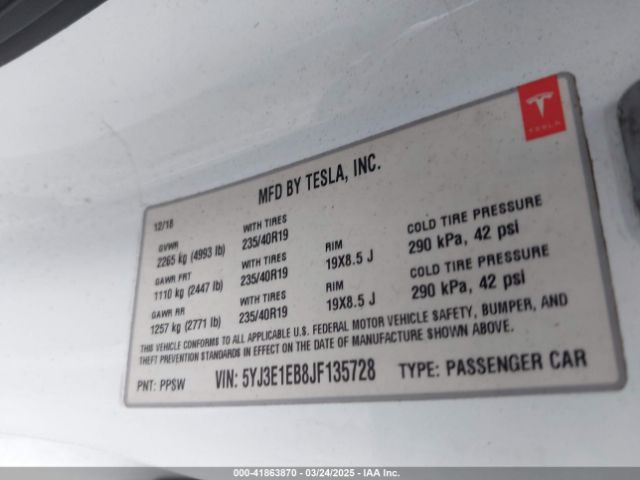 TESLA
MFD BY TESLA, INC.
12/18
GVWR
2265 kg (4993 lb)
WITH TIRES
235/40R19
GAWR FRT
1110 kg (2447 lb)
WITH TIRES
235/40R19
RIM
19X8.5 J
COLD TIRE PRESSURE
290 kPa, 42 psi
GAWR RR
1257 kg (2771 lb)
WITH TIRES
235/40R19
RIM
19X8.5 J
COLD TIRE PRESSURE
290 kPa, 42 psi
THIS VEHICLE CONFORMS TO ALL APPLICABLE U.S. FEDERAL MOTOR VEHICLE SAFETY, BUMPER, AND
THEFT PREVENTION STANDARDS IN EFFECT ON THE DATE OF MANUFACTURE SHOWN ABOVE.
PNT: PPSW VIN: 5YJ3E1EB8JF135728 TYPE: PASSENGER CAR
000-41863870 - 03/24/2025 - IAA Inc.